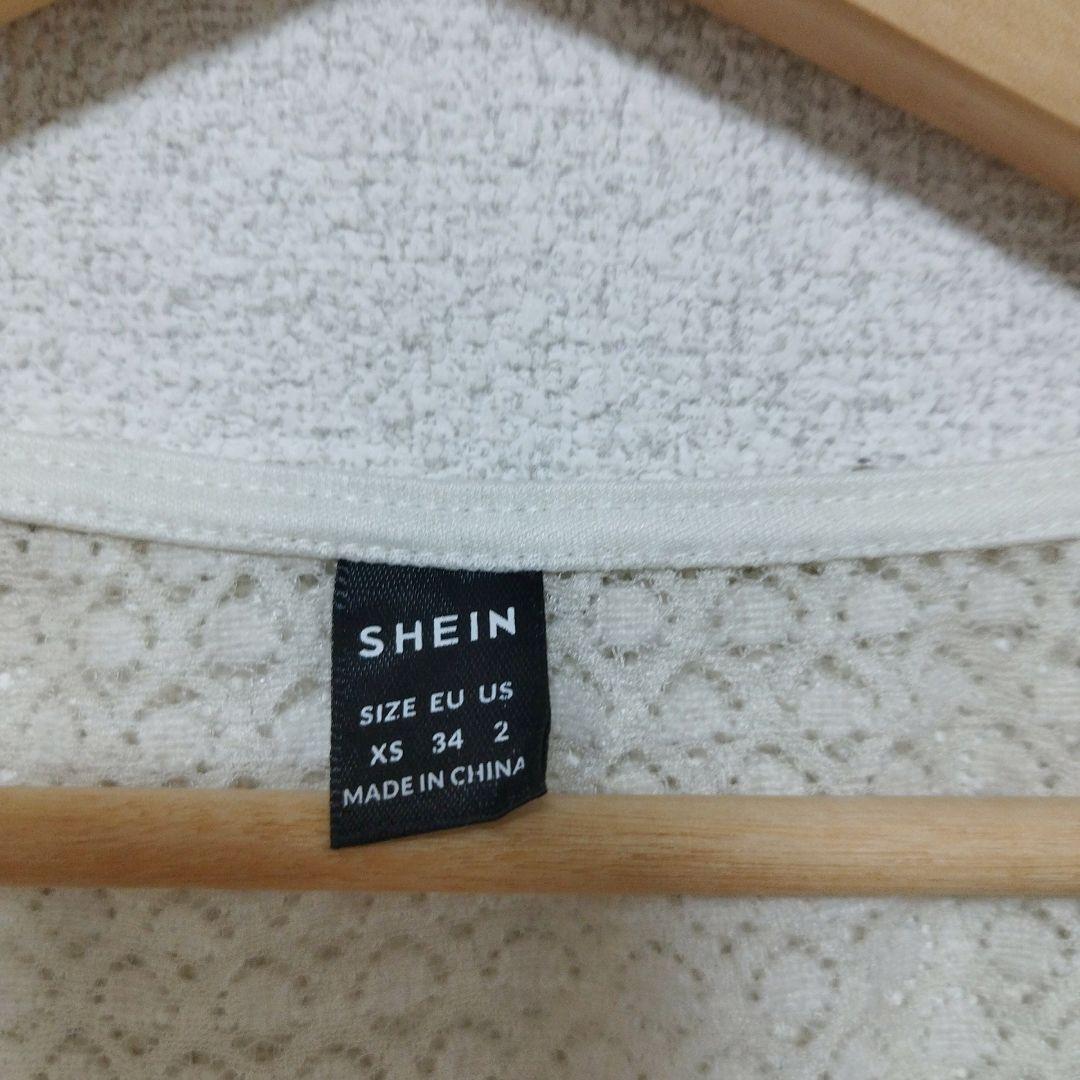 SHEIN
SIZE EU US
XS 34 2
MADE IN CHINA